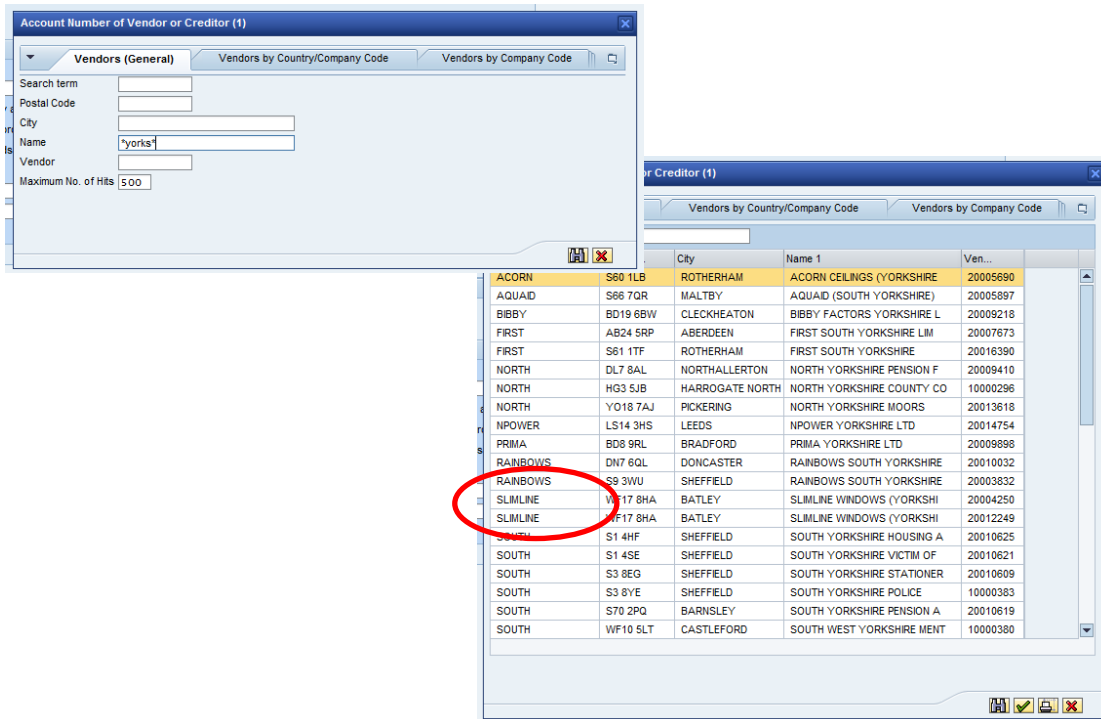 Account Number of Vendor or Creditor (1)
Vendors (General) Vendors by Country/Company Code Vendors by Company Code
Search term
Postal Code
City
Name *yorks*
Vendor
Maximum No. of Hits 500
or Creditor (1)
Vendors by Country/Company Code Vendors by Company Code
City Name 1 Ven...
ACORN S60 1LB ROTHERHAM ACORN CEILINGS (YORKSHIRE 20005690
AQUAID S66 7QR MALTBY AQUAID (SOUTH YORKSHIRE) 20005897
BIBBY BD19 6BW CLECKHEATON BIBBY FACTORS YORKSHIRE L 20009218
FIRST AB24 5RP ABERDEEN FIRST SOUTH YORKSHIRE LIM 20007673
FIRST S61 1TF ROTHERHAM FIRST SOUTH YORKSHIRE 20016390
NORTH DL7 8AL NORTHALLERTON NORTH YORKSHIRE PENSION F 20009410
NORTH HG3 5JB HARROGATE NORTH NORTH YORKSHIRE COUNTY CO 10000296
NORTH YO18 7AJ PICKERING NORTH YORKSHIRE MOORS 20013618
NPOWER LS14 3HS LEEDS NPOWER YORKSHIRE LTD 20014754
PRIMA BD8 9RL BRADFORD PRIMA YORKSHIRE LTD 20009898
RAINBOWS DN7 6QL DONCASTER RAINBOWS SOUTH YORKSHIRE 20010032
RAINBOWS S9 3WU SHEFFIELD RAINBOWS SOUTH YORKSHIRE 20003832
SLIMLINE WF17 8HA BATLEY SLIMLINE WINDOWS (YORKSHI 20004250
SLIMLINE WF17 8HA BATLEY SLIMLINE WINDOWS (YORKSHI 20012249
SOUTH S1 4HF SHEFFIELD SOUTH YORKSHIRE HOUSING A 20010625
SOUTH S1 4SE SHEFFIELD SOUTH YORKSHIRE VICTIM OF 20010621
SOUTH S3 8EG SHEFFIELD SOUTH YORKSHIRE STATIONER 20010609
SOUTH S3 8YE SHEFFIELD SOUTH YORKSHIRE POLICE 10000383
SOUTH S70 2PQ BARNSLEY SOUTH YORKSHIRE PENSION A 20010619
SOUTH WF10 5LT CASTLEFORD SOUTH WEST YORKSHIRE MENT 10000380